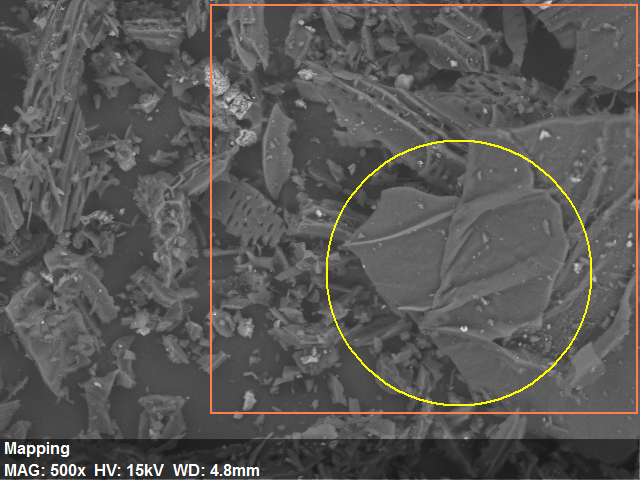 Mapping
MAG: 500x HV: 15kV WD: 4.8mm